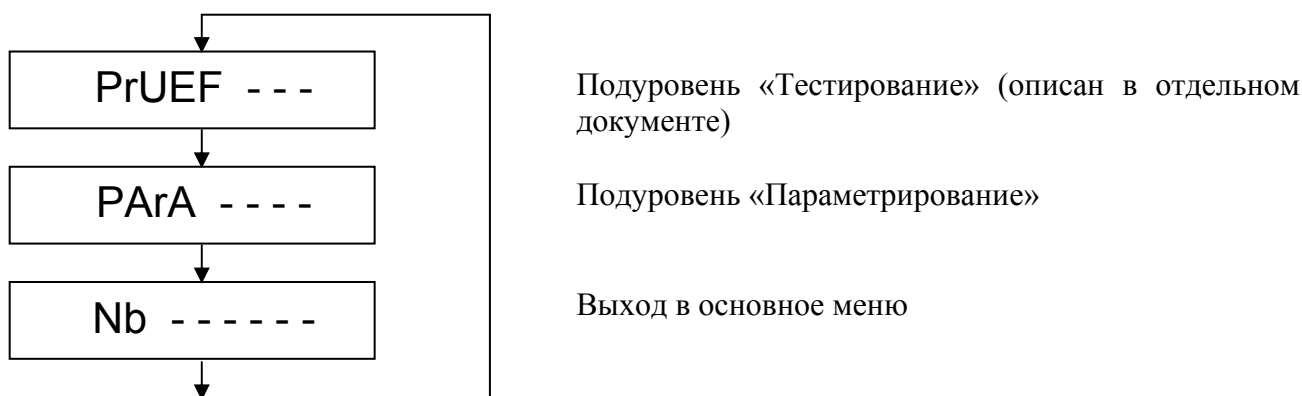 PrUEF - - -
Подуровень «Тестирование» (описан в отдельном
документе)
PArA - - - -
Подуровень «Параметрирование»
Nb - - - - - -
Выход в основное меню